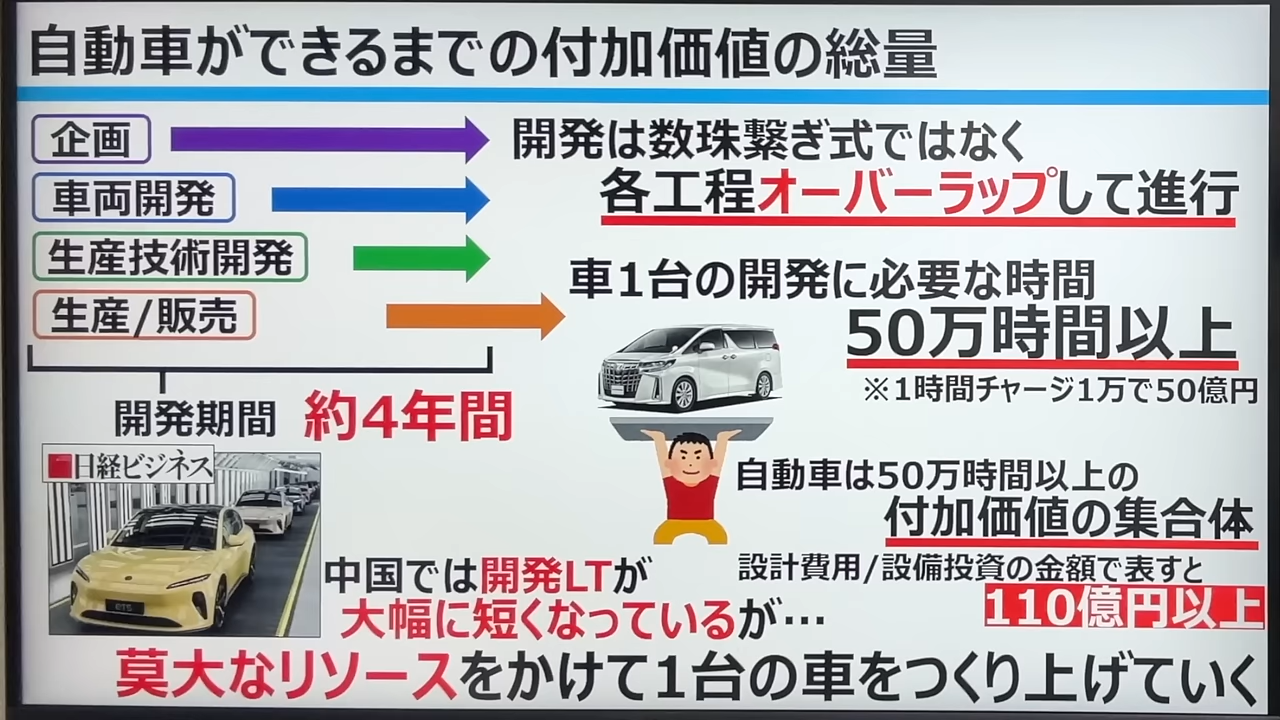 自動車ができるまでの付加価値の総量
企画
車両開発
生産技術開発
生産/販売
開発は数珠繋ぎ式ではなく
各工程オーバーラップして進行
車1台の開発に必要な時間
50万時間以上
※1時間チャージ1万で50億円
開発期間 約4年間
日経ビジネス
ET5
自動車は50万時間以上の
付加価値の集合体
設計費用/設備投資の金額で表すと
110億円以上
中国では開発LTが
大幅に短くなっているが…
莫大なリソースをかけて1台の車をつくり上げていく